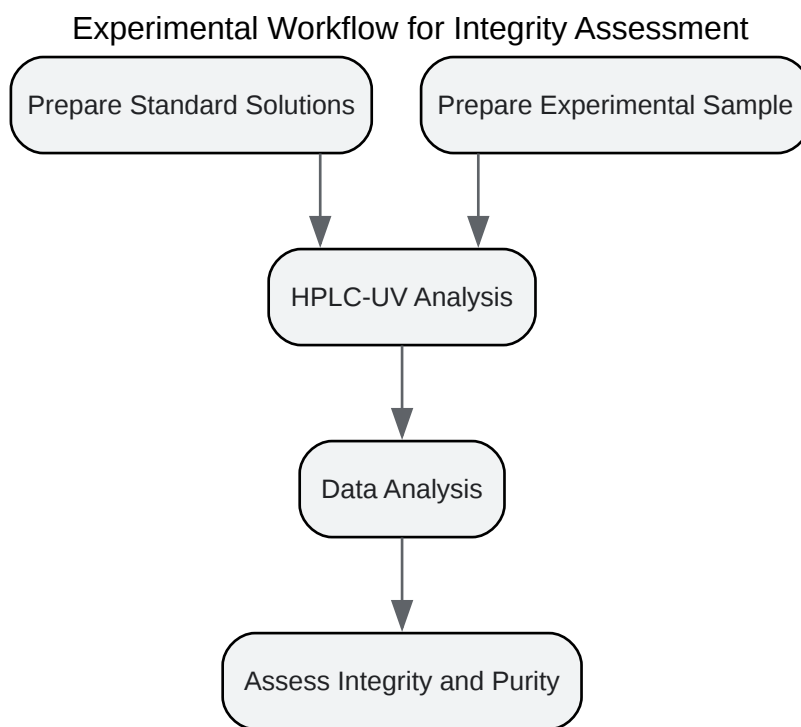 Experimental Workflow for Integrity Assessment
Prepare Standard Solutions
Prepare Experimental Sample
HPLC-UV Analysis
Data Analysis
Assess Integrity and Purity